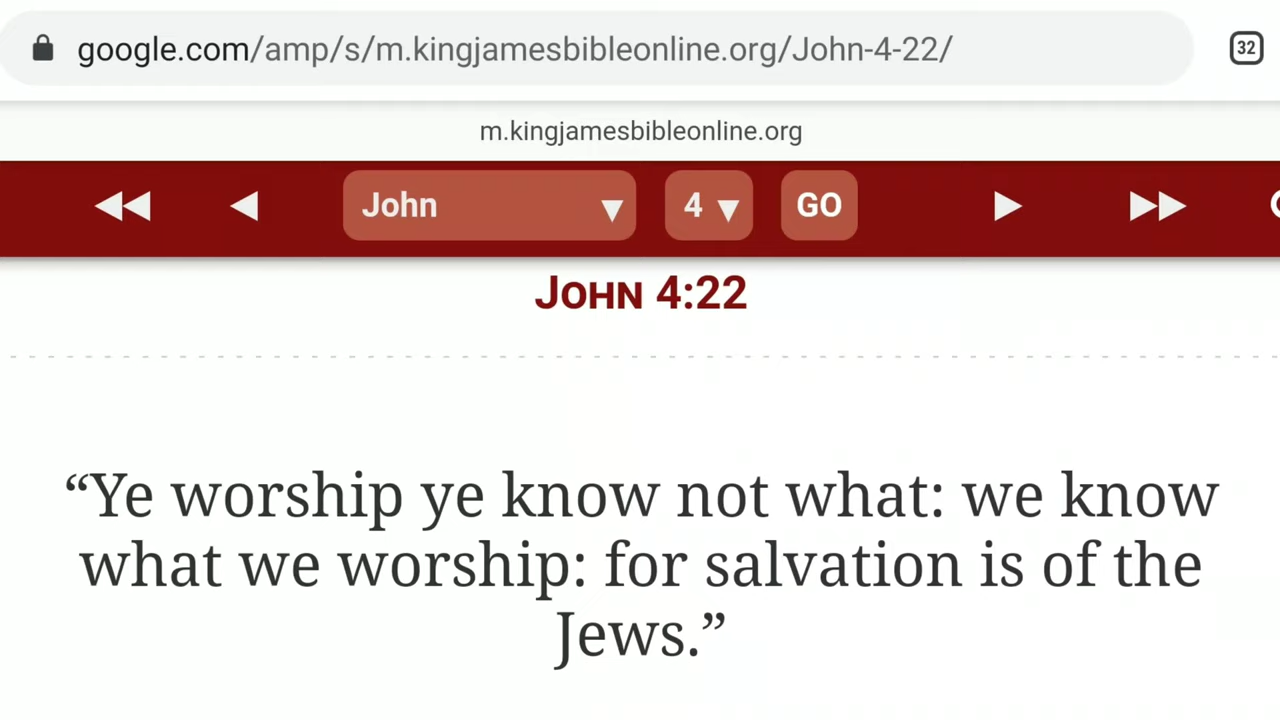 google.com/amp/s/m.kingjamesbibleonline.org/John-4-22/
32
m.kingjamesbibleonline.org
John
4
GO
JOHN 4:22
“Ye worship ye know not what: we know
what we worship: for salvation is of the
Jews.”